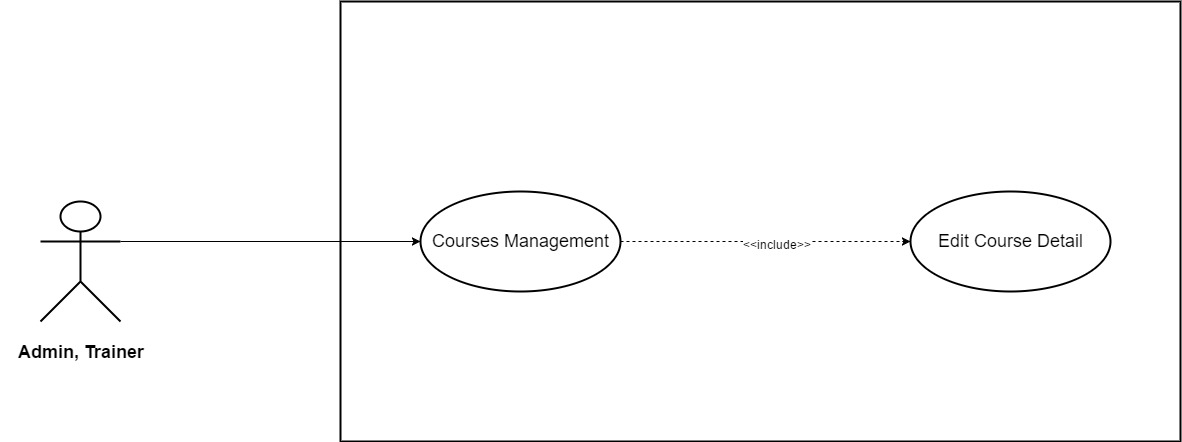 Courses Management
<<include>>
Edit Course Detail
Admin, Trainer